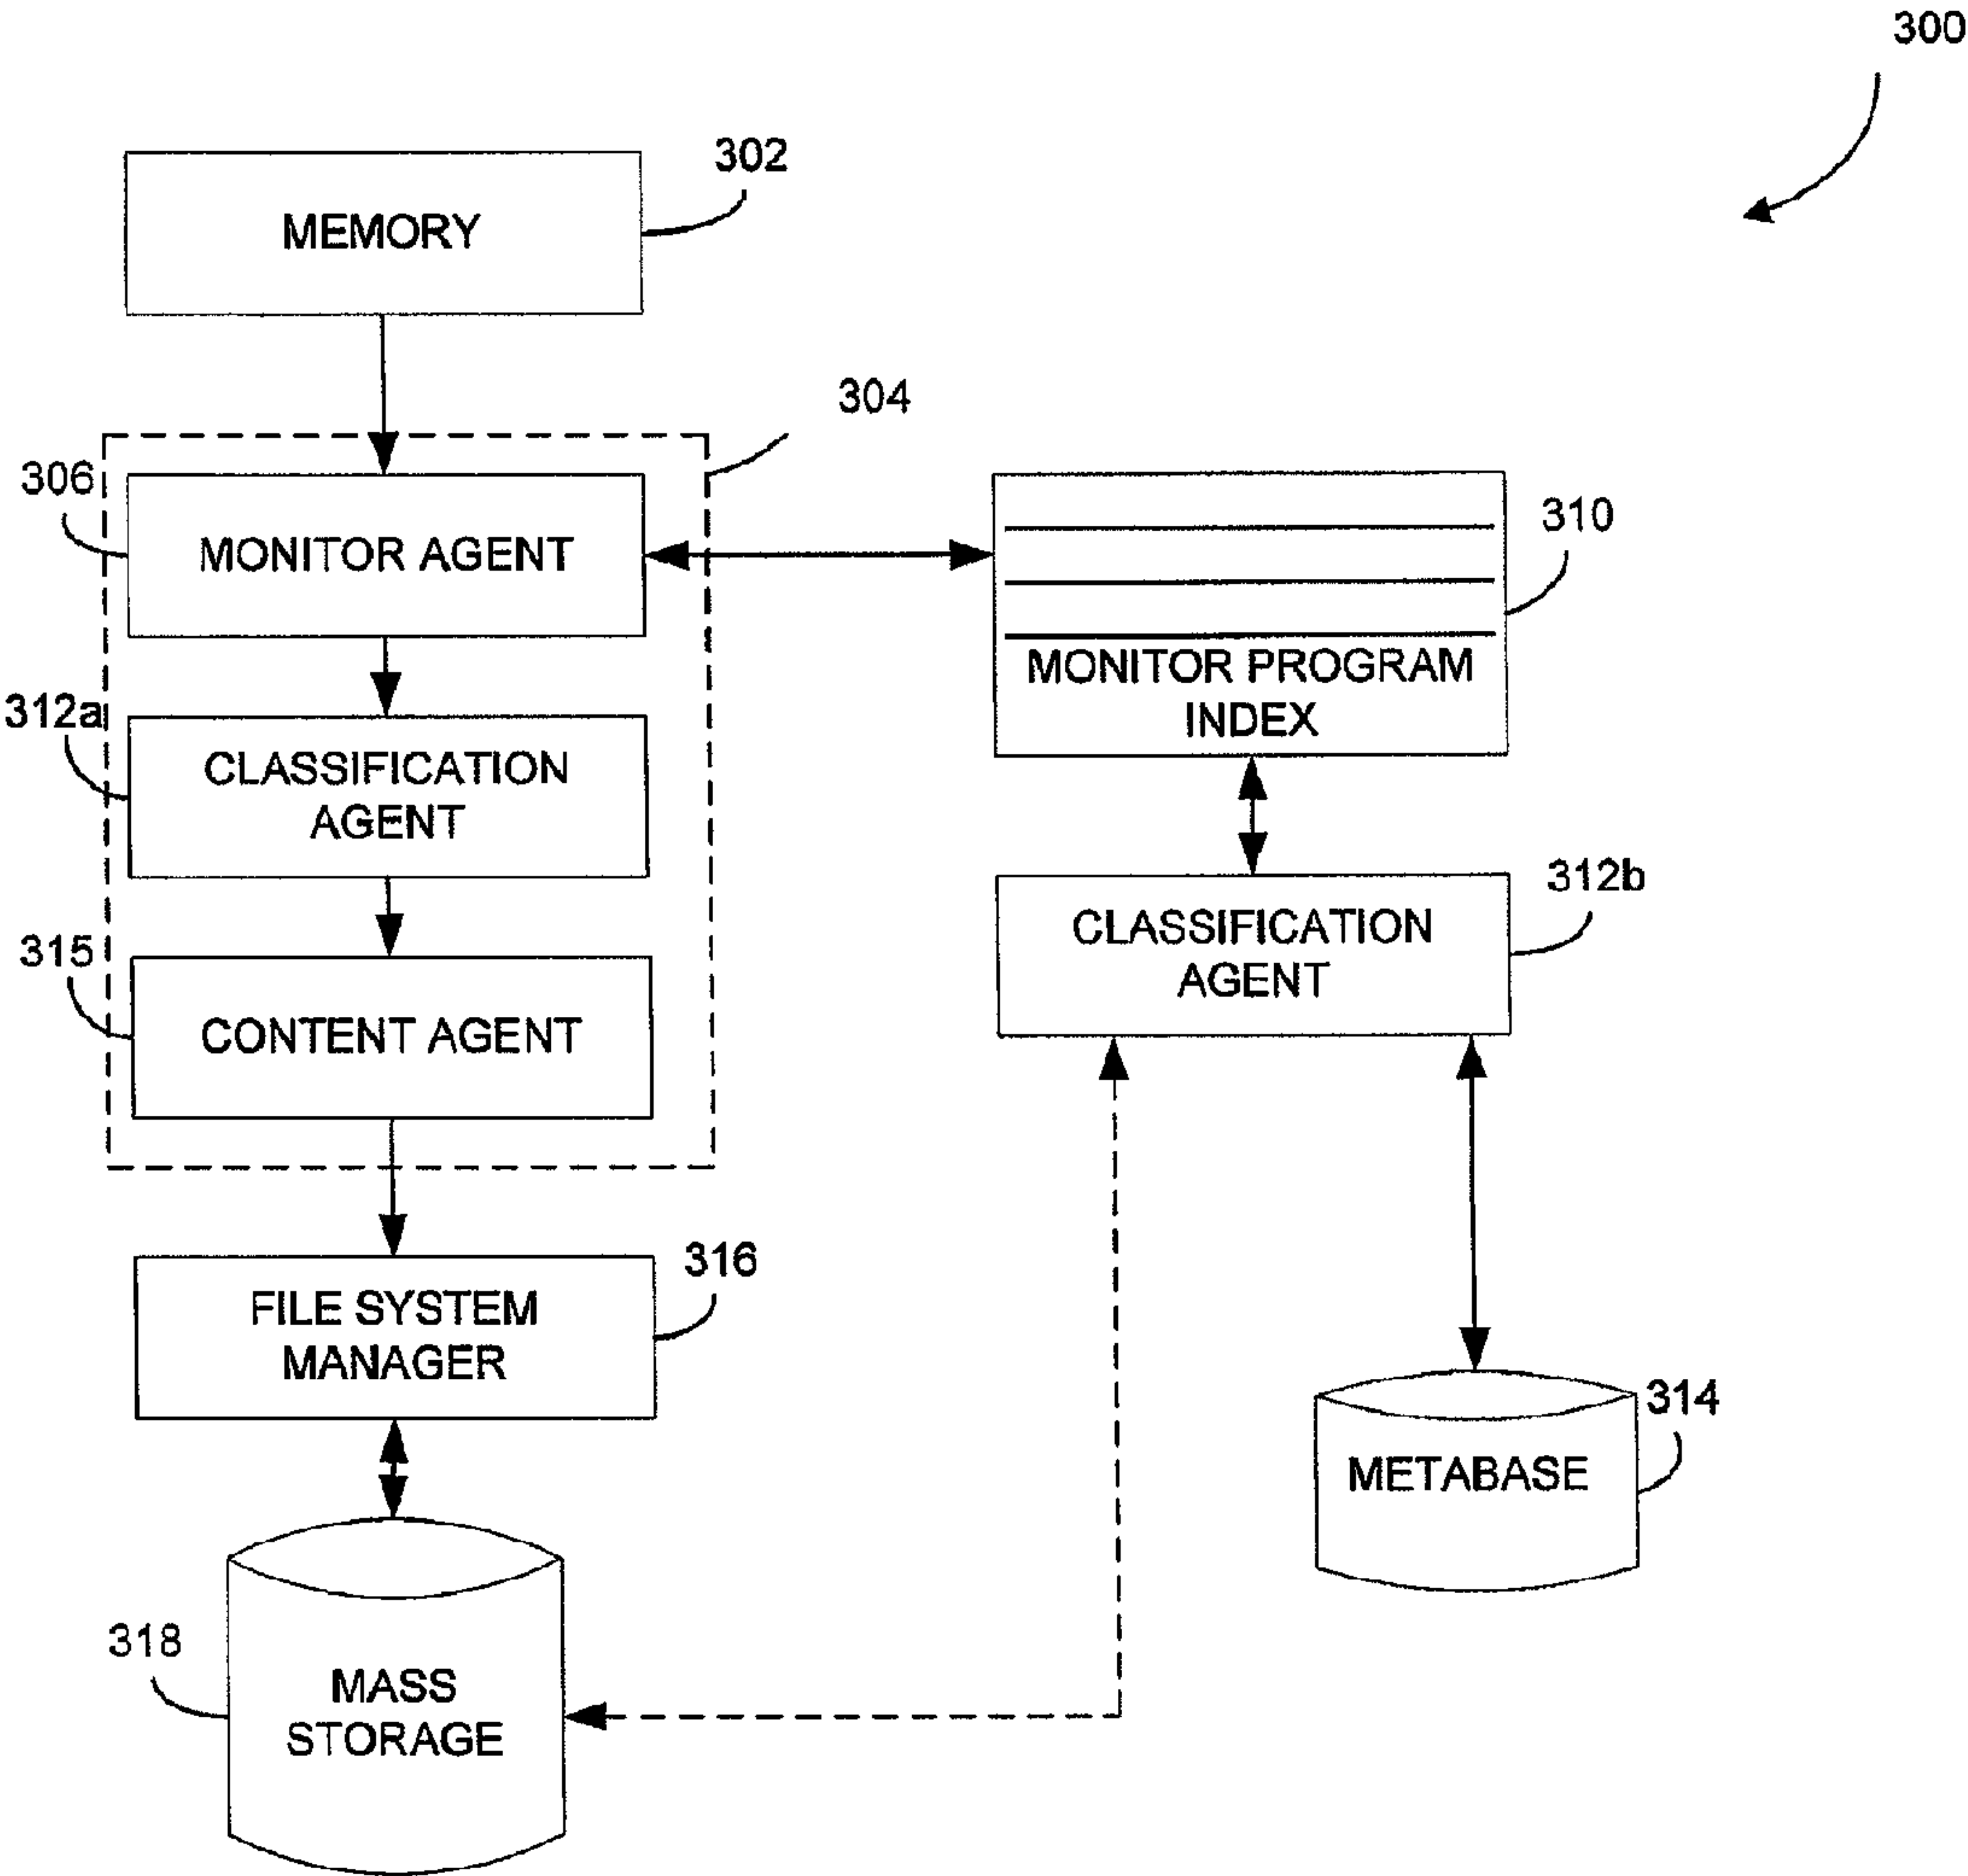 300
302
MEMORY
304
306
MONITOR AGENT
310
MONITOR PROGRAM
INDEX
312a
CLASSIFICATION
AGENT
312b
CLASSIFICATION
AGENT
315
CONTENT AGENT
316
FILE SYSTEM
MANAGER
314
METABASE
318
MASS
STORAGE